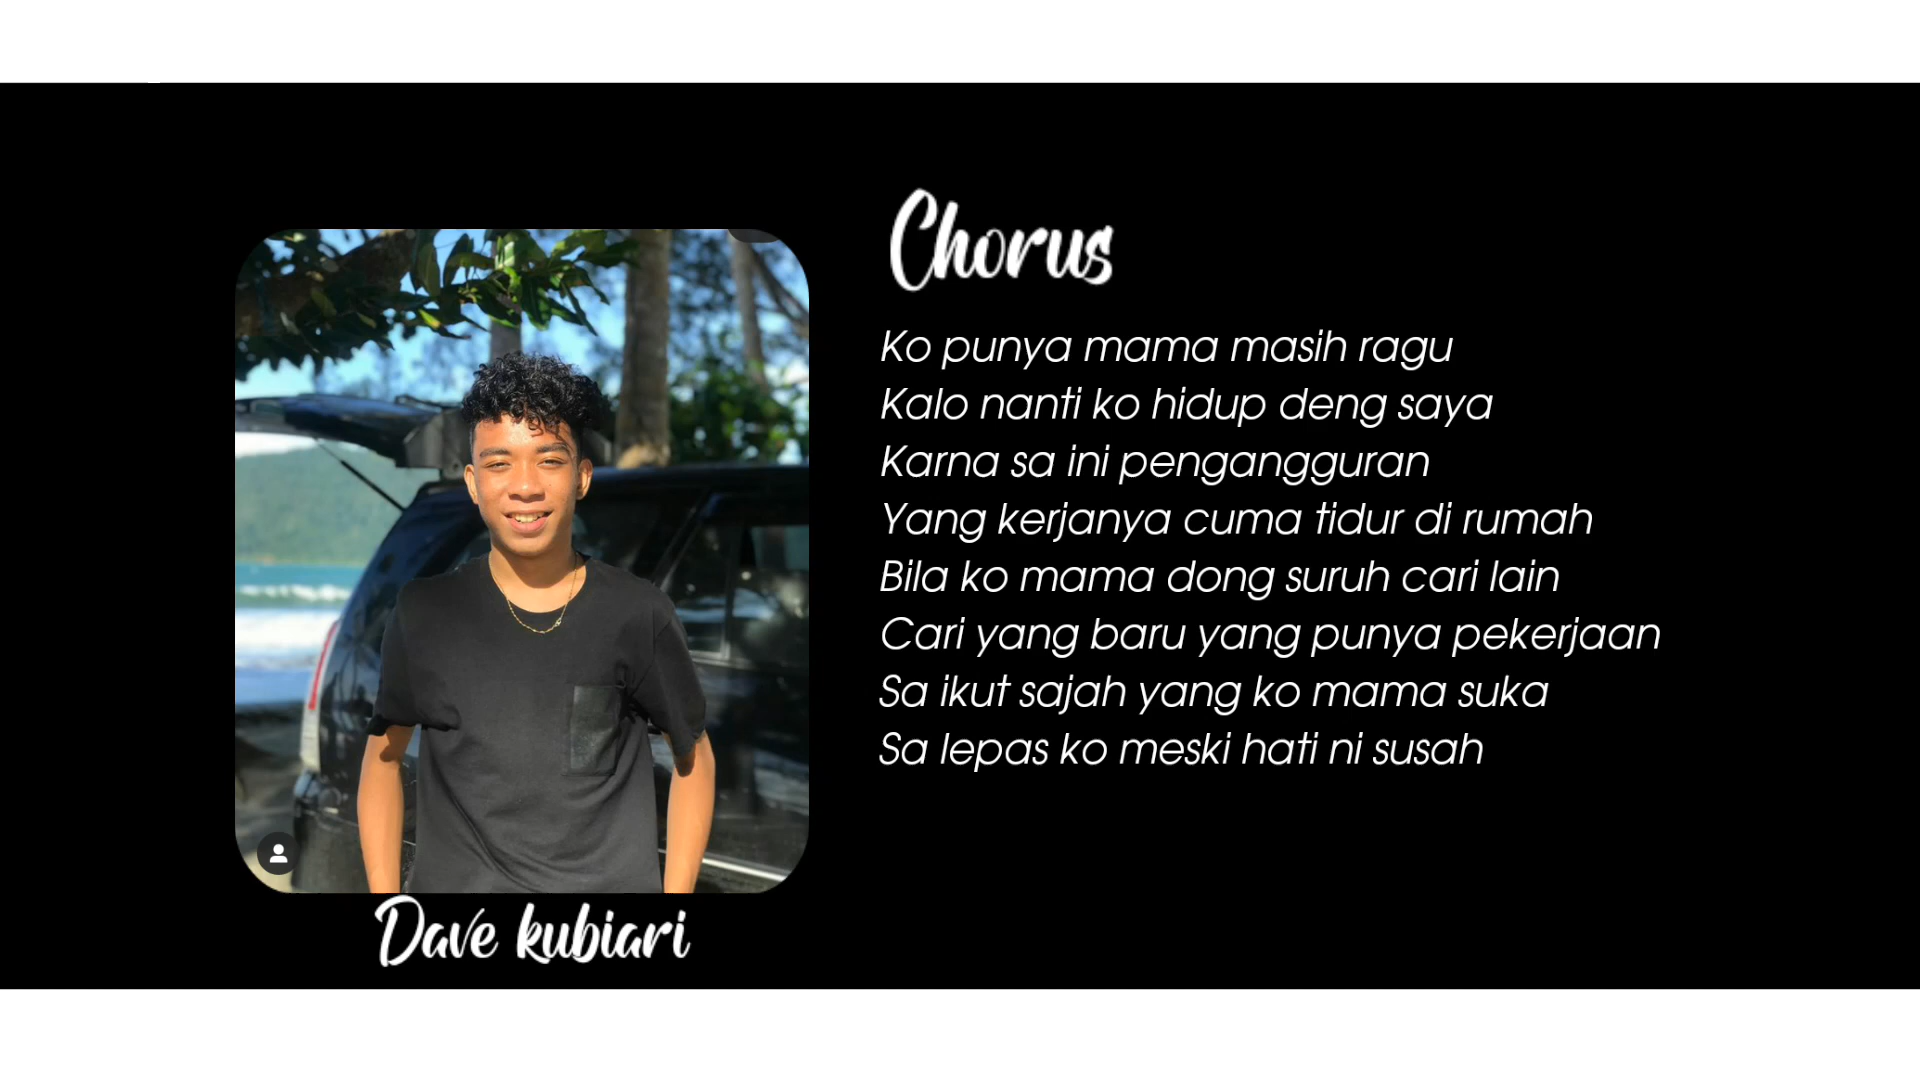 Chorus
Ko punya mama masih ragu
Kalo nanti ko hidup deng saya
Karna sa ini pengangguran
Yang kerjanya cuma tidur di rumah
Bila ko mama dong suruh cari lain
Cari yang baru yang punya pekerjaan
Sa ikut sajah yang ko mama suka
Sa lepas ko meski hati ni susah
Dave kubiari